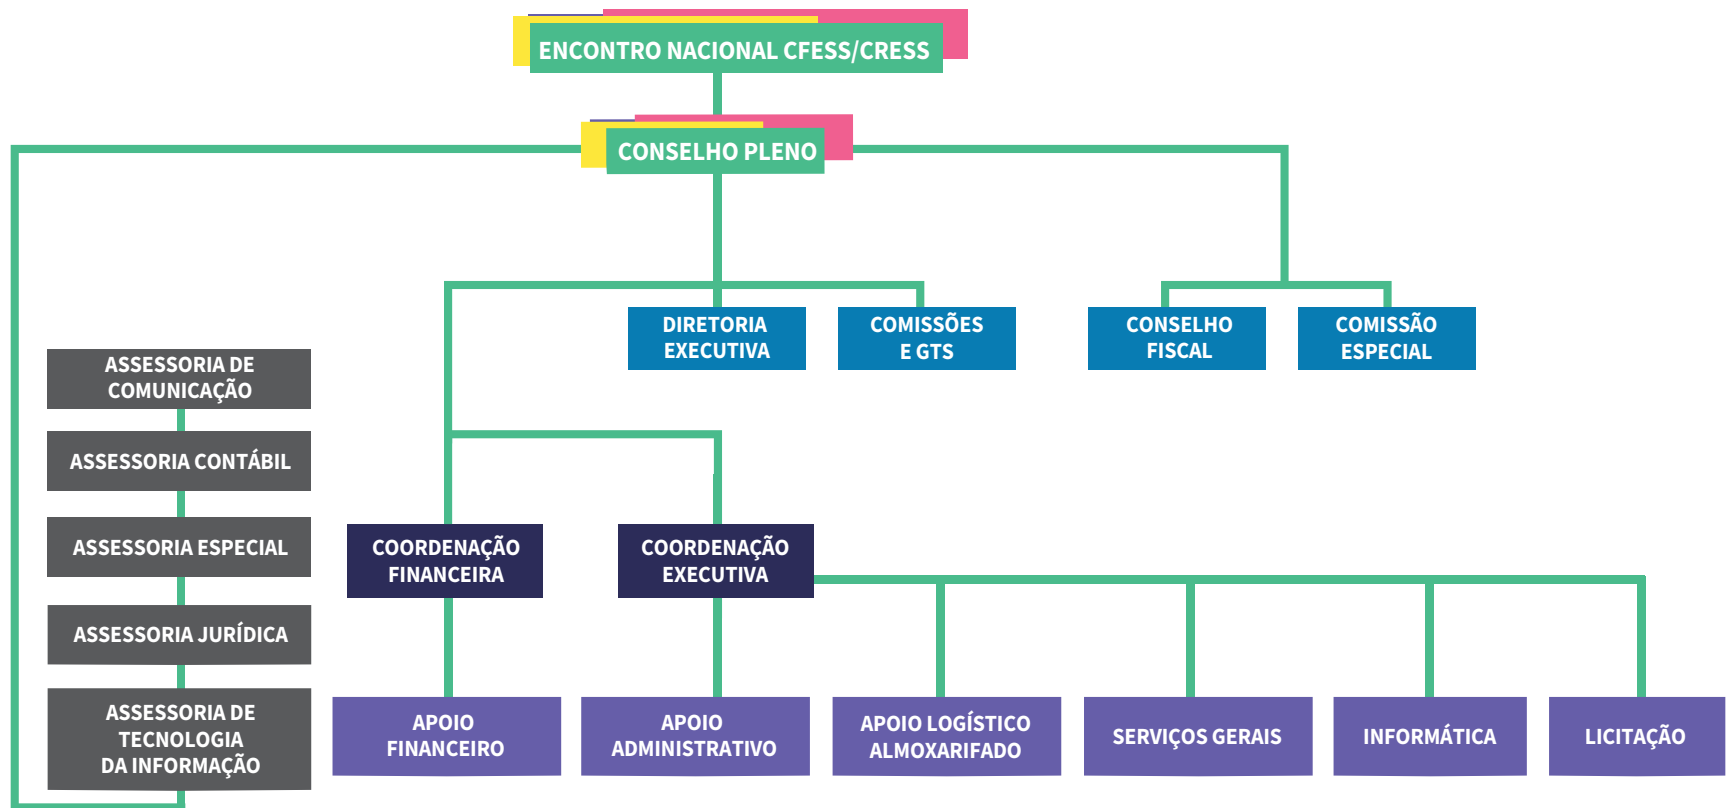 ENCONTRO NACIONAL CFESS/CRESS
CONSELHO PLENO
DIRETORIA
EXECUTIVA
COMISSÕES
E GTS
CONSELHO
FISCAL
COMISSÃO
ESPECIAL
ASSESSORIA DE
COMUNICAÇÃO
ASSESSORIA CONTÁBIL
ASSESSORIA ESPECIAL
ASSESSORIA JURÍDICA
ASSESSORIA DE
TECNOLOGIA
DA INFORMAÇÃO
COORDENAÇÃO
FINANCEIRA
COORDENAÇÃO
EXECUTIVA
APOIO
FINANCEIRO
APOIO
ADMINISTRATIVO
APOIO LOGÍSTICO
ALMOXARIFADO
SERVIÇOS GERAIS
INFORMÁTICA
LICITAÇÃO